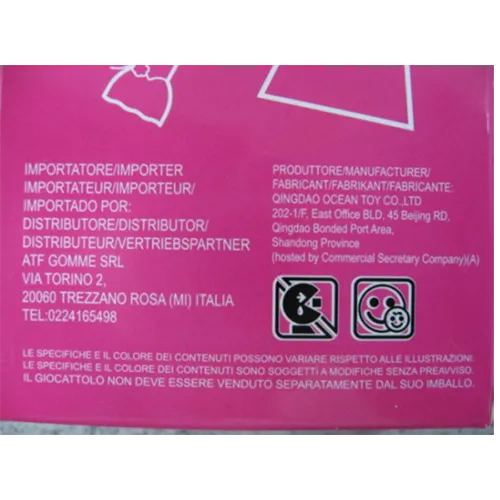 IMPORTATORE/IMPORTER
IMPORTATEUR/IMPORTEUR/
IMPORTADO POR:
DISTRIBUTORE/DISTRIBUTOR/
DISTRIBUTEUR/VERTRIEBSPARTNER
ATF GOMME SRL
VIA TORINO 2,
20060 TREZZANO ROSA (MI) ITALIA
TEL:0224165498
PRODUTTORE/MANUFACTURER/
FABRICANT/FABRIKANT/FABRICANTE:
QINGDAO OCEAN TOY CO.,LTD
202-1/F, East Office BLD, 45 Beijing RD,
Qingdao Bonded Port Area,
Shandong Province
(hosted by Commercial Secretary Company)(A)
LE SPECIFICHE E IL COLORE DEI CONTENUTI POSSONO VARIARE RISPETTO ALLE ILLUSTRAZIONI.
LE SPECIFICHE E IL COLORE DEI CONTENUTI SONO SOGGETTI A MODIFICHE SENZA PREAVVISO.
IL GIOCATTOLO NON DEVE ESSERE VENDUTO SEPARATAMENTE DAL SUO IMBALLO.